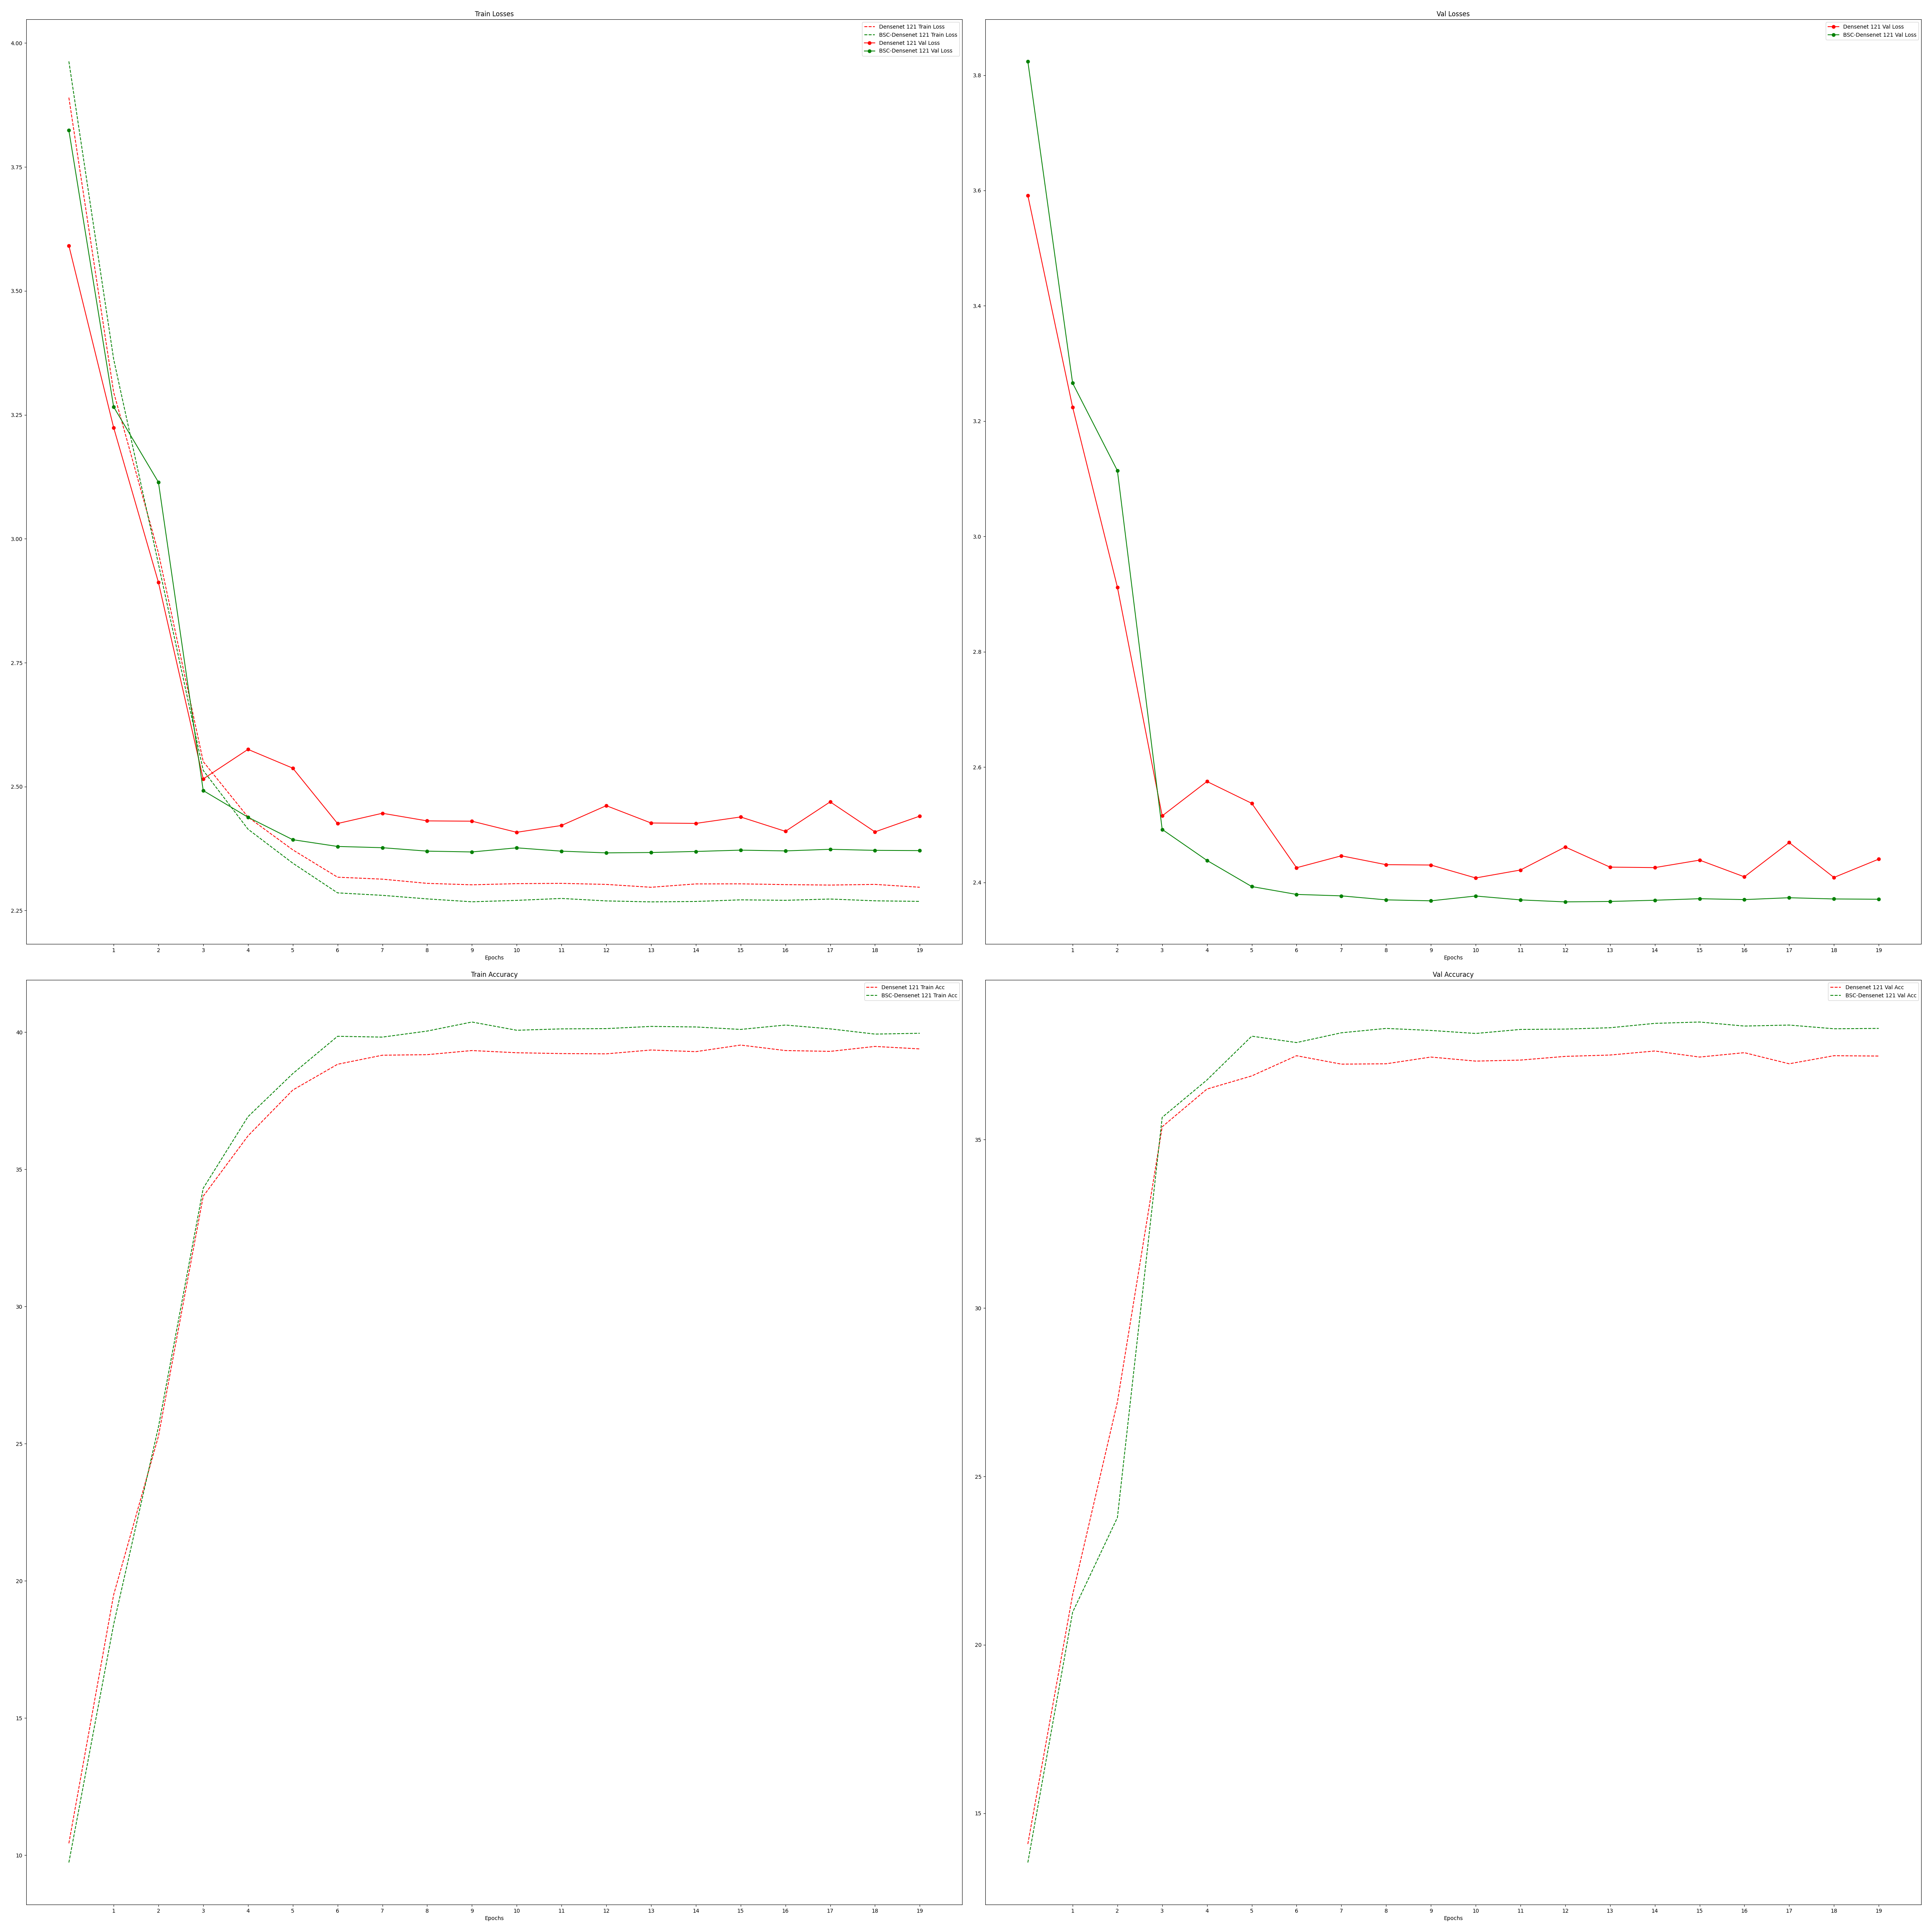 Train Losses
Densenet 121 Train Loss
BSC-Densenet 121 Train Loss
Densenet 121 Val Loss
BSC-Densenet 121 Val Loss
4.00
3.75
3.50
3.25
3.00
2.75
2.50
2.25
1 2 3 4 5 6 7 8 9 10 11 12 13 14 15 16 17 18 19
Epochs
Val Losses
Densenet 121 Val Loss
BSC-Densenet 121 Val Loss
3.8
3.6
3.4
3.2
3.0
2.8
2.6
2.4
1 2 3 4 5 6 7 8 9 10 11 12 13 14 15 16 17 18 19
Epochs
Train Accuracy
Densenet 121 Train Acc
BSC-Densenet 121 Train Acc
40
35
30
25
20
15
10
1 2 3 4 5 6 7 8 9 10 11 12 13 14 15 16 17 18 19
Epochs
Val Accuracy
Densenet 121 Val Acc
BSC-Densenet 121 Val Acc
35
30
25
20
15
1 2 3 4 5 6 7 8 9 10 11 12 13 14 15 16 17 18 19
Epochs